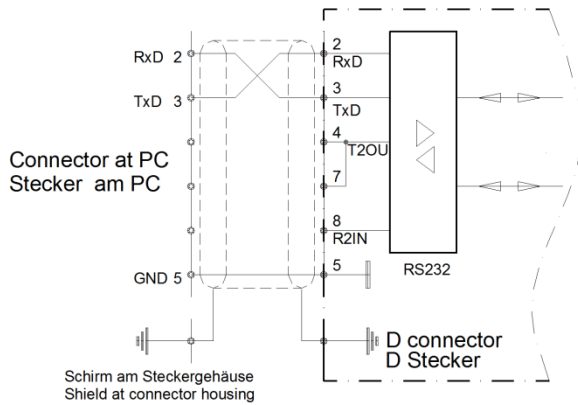 RxD 2
TxD 3
Connector at PC
Stecker am PC
GND 5
Schirm am Steckergehäuse
Shield at connector housing
2
RxD
3
TxD
4
T2OU
7
8
R2IN
5
RS232
D connector
D Stecker